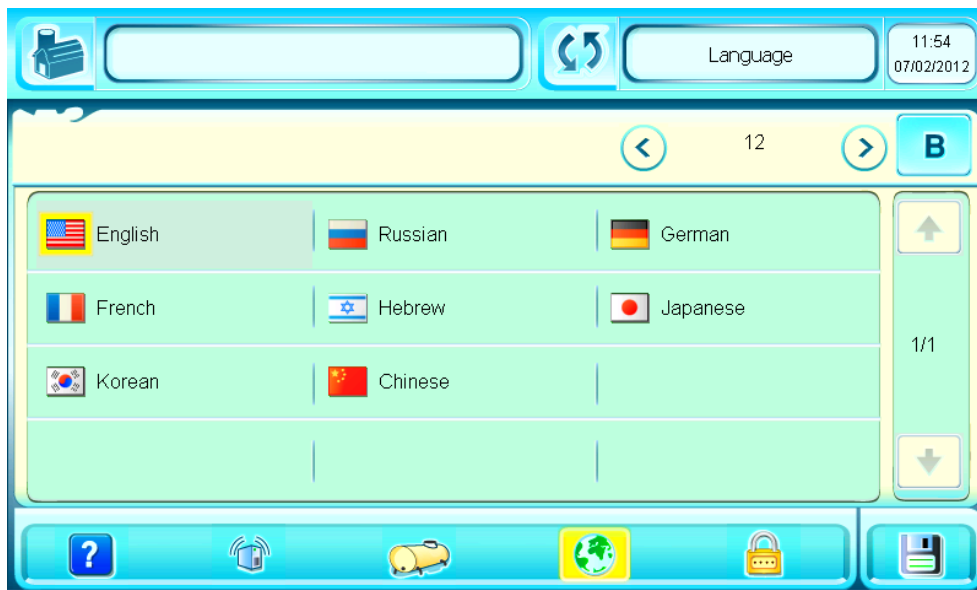 Language
11:54
07/02/2012
12
B
English
Russian
German
French
Hebrew
Japanese
Korean
Chinese
1/1
?